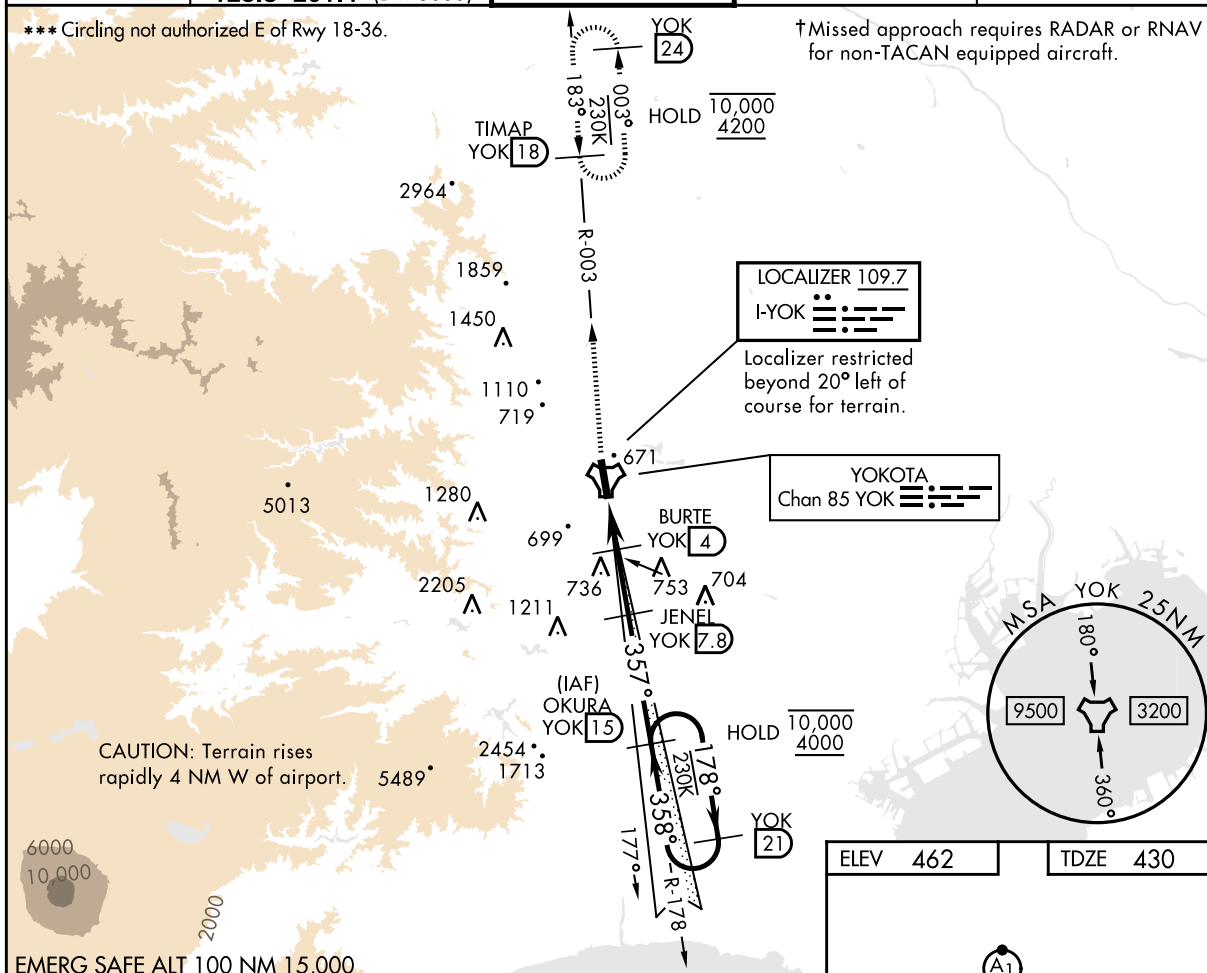 *** Circling not authorized E of Rwy 18-36.
†Missed approach requires RADAR or RNAV
for non-TACAN equipped aircraft.
YOK
24
183°
003°
230K
HOLD 10,000
4200
TIMAP
YOK 18
2964
R-003
1859
1450
1110
719
LOCALIZER 109.7
I-YOK
Localizer restricted
beyond 20° left of
course for terrain.
671
YOKOTA
Chan 85 YOK
5013
1280
699
BURTE
YOK 4
736
753
704
2205
1211
JENEL
YOK 7.8
357°
MSA YOK 25NM
180°
9500
3200
360°
(IAF)
OKURA
YOK 15
HOLD 10,000
4000
178°
230K
358°
CAUTION: Terrain rises
rapidly 4 NM W of airport.
2454
1713
5489
YOK
21
177°
R-178
6000
10,000
2000
ELEV 462
TDZE 430
A1
EMERG SAFE ALT 100 NM 15,000